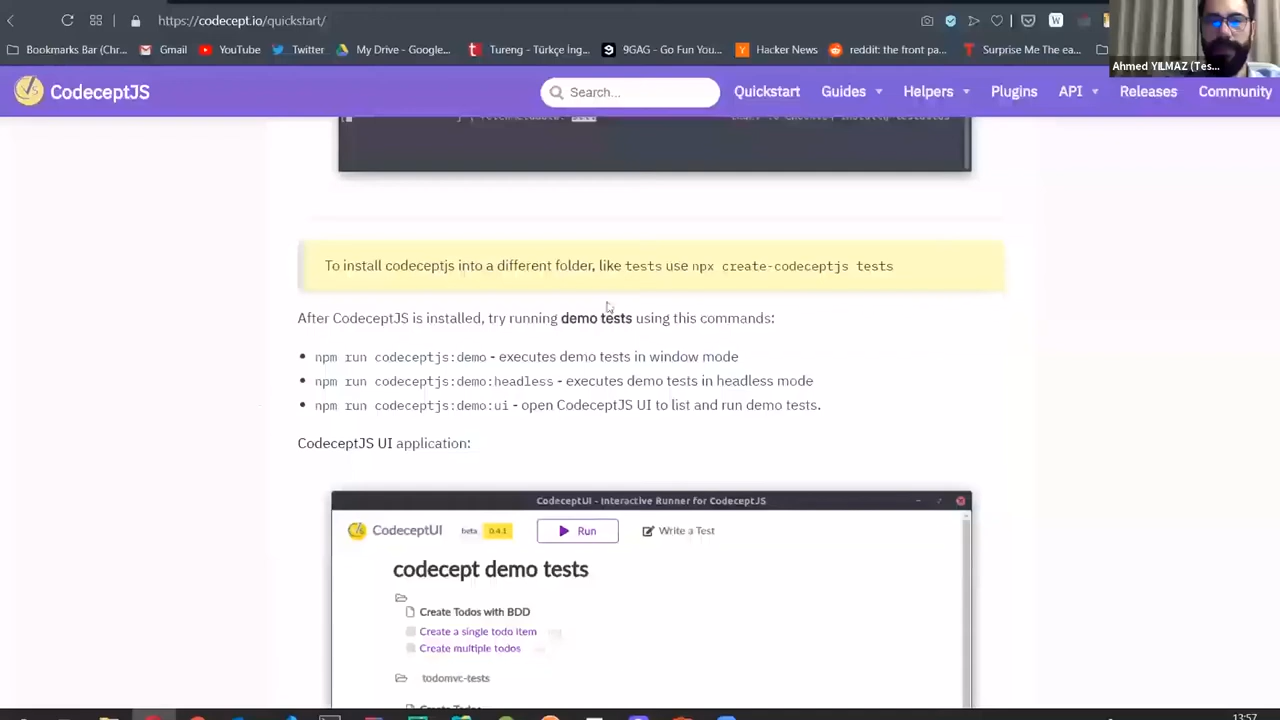 https://codecept.io/quickstart/
Bookmarks Bar (Chr... Gmail YouTube Twitter My Drive - Google... Tureng - Türkçe İng... 9GAG - Go Fun You... Hacker News reddit: the front pa... Surprise Me The ea...
Ahmed YILMAZ (Tes...
CodeceptJS Search... Quickstart Guides Helpers Plugins API Releases Community
To install codeceptjs into a different folder, like tests use npx create-codeceptjs tests
After CodeceptJS is installed, try running demo tests using this commands:
npm run codeceptjs:demo - executes demo tests in window mode
npm run codeceptjs:demo:headless - executes demo tests in headless mode
npm run codeceptjs:demo:ui - open CodeceptJS UI to list and run demo tests.
CodeceptJS UI application:
CodeceptUI - Interactive Runner for CodeceptJS
CodeceptUI beta 0.4.1 Run Write a Test
codecept demo tests
Create Todos with BDD
Create a single todo item
Create multiple todos
todomvc-tests
13:57